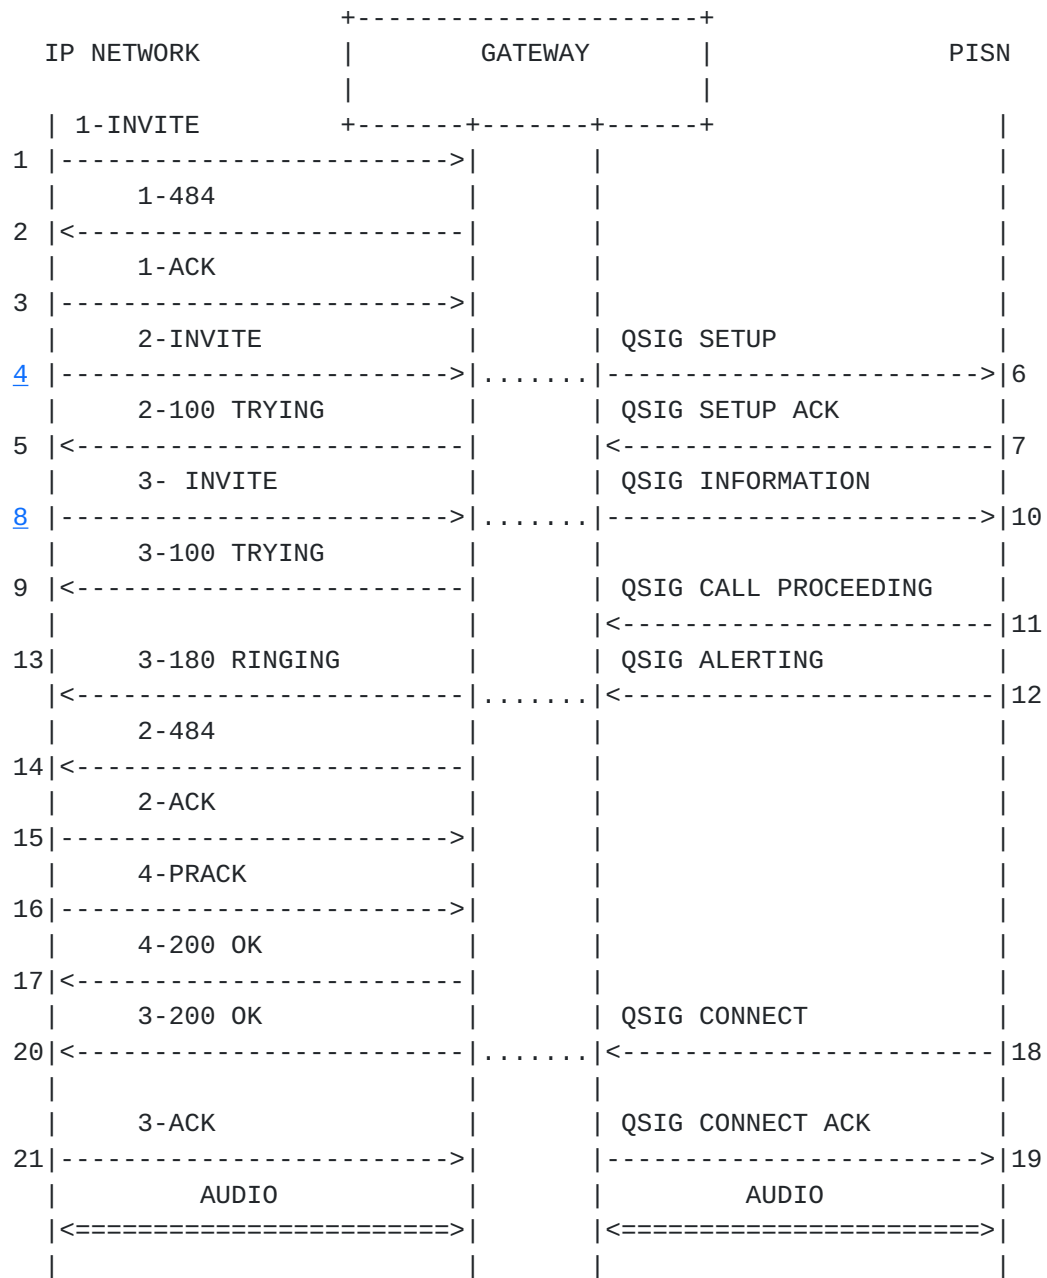 +----------------------+
  IP NETWORK         |        GATEWAY       |               PISN
                     |                      |
  | 1-INVITE         +-------+-------+------+                  |
1 |------------------------->|       |                         |
  |     1-484                |       |                         |
2 |<-------------------------|       |                         |
  |     1-ACK                |       |                         |
3 |------------------------->|       |                         |
  |     2-INVITE             |       | QSIG SETUP              |
4 |------------------------->|.......|------------------------>|6
  |     2-100 TRYING         |       | QSIG SETUP ACK          |
5 |<-------------------------|       |<------------------------|7
  |     3- INVITE            |       | QSIG INFORMATION        |
8 |------------------------->|.......|------------------------>|10
  |     3-100 TRYING         |       |                         |
9 |<-------------------------|       | QSIG CALL PROCEEDING    |
  |                          |       |<------------------------|11
13|     3-180 RINGING        |       | QSIG ALERTING           |
  |<-------------------------|.......|<------------------------|12
  |     2-484                |       |                         |
14|<-------------------------|       |                         |
  |     2-ACK                |       |                         |
15|------------------------->|       |                         |
  |     4-PRACK              |       |                         |
16|------------------------->|       |                         |
  |     4-200 OK             |       |                         |
17|<-------------------------|       |                         |
  |     3-200 OK             |       | QSIG CONNECT            |
20|<-------------------------|.......|<------------------------|18
  |                          |       |                         |
  |     3-ACK                |       | QSIG CONNECT ACK        |
21|------------------------->|       |------------------------>|19
  |         AUDIO            |       |         AUDIO           |
  |<========================>|       |<=======================>|
  |                          |       |                         |